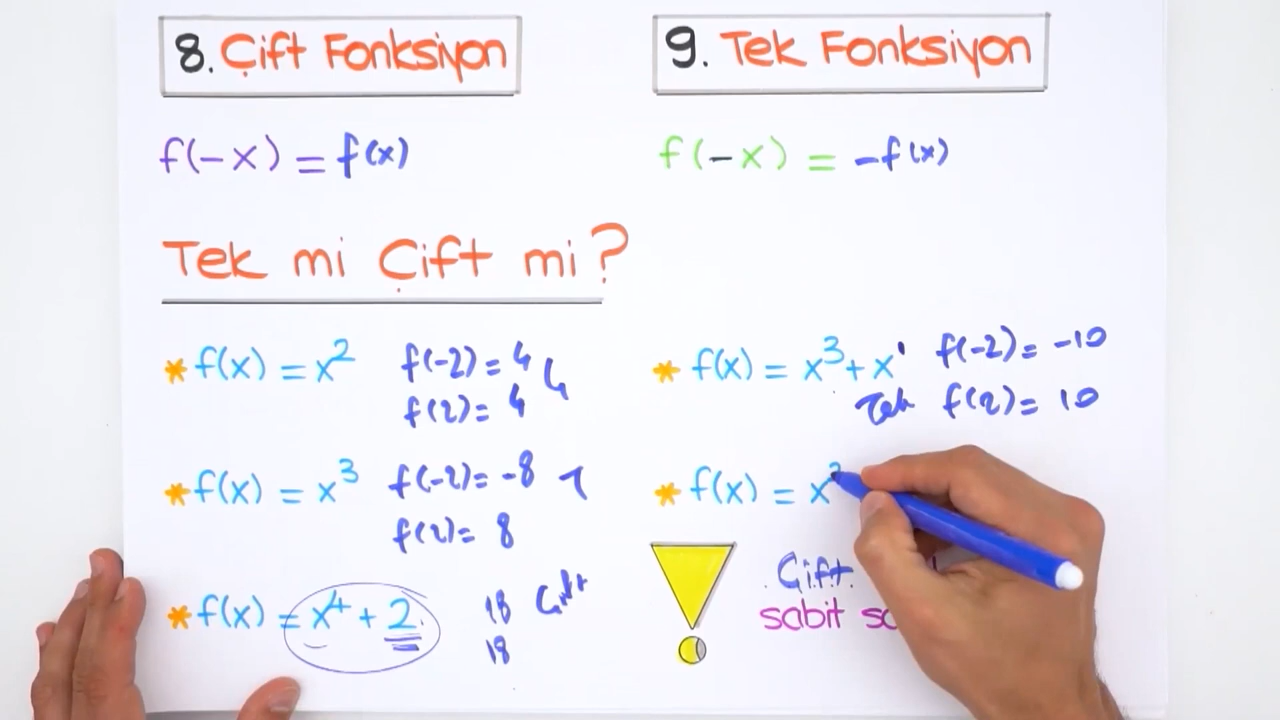 8. Çift Fonksiyon
f(-x) = f(x)
9. Tek Fonksiyon
f(-x) = -f(x)
Tek mi Çift mi?
* f(x) = x² f(-2) = 4
f(2) = 4
Ç
* f(x) = x³ f(-2) = -8 T
f(2) = 8
* f(x) = x⁴ + 2 18 Çift
18
* f(x) = x³ + x¹ f(-2) = -10
Tek f(2) = 10
* f(x) = x
! Çift
sabit